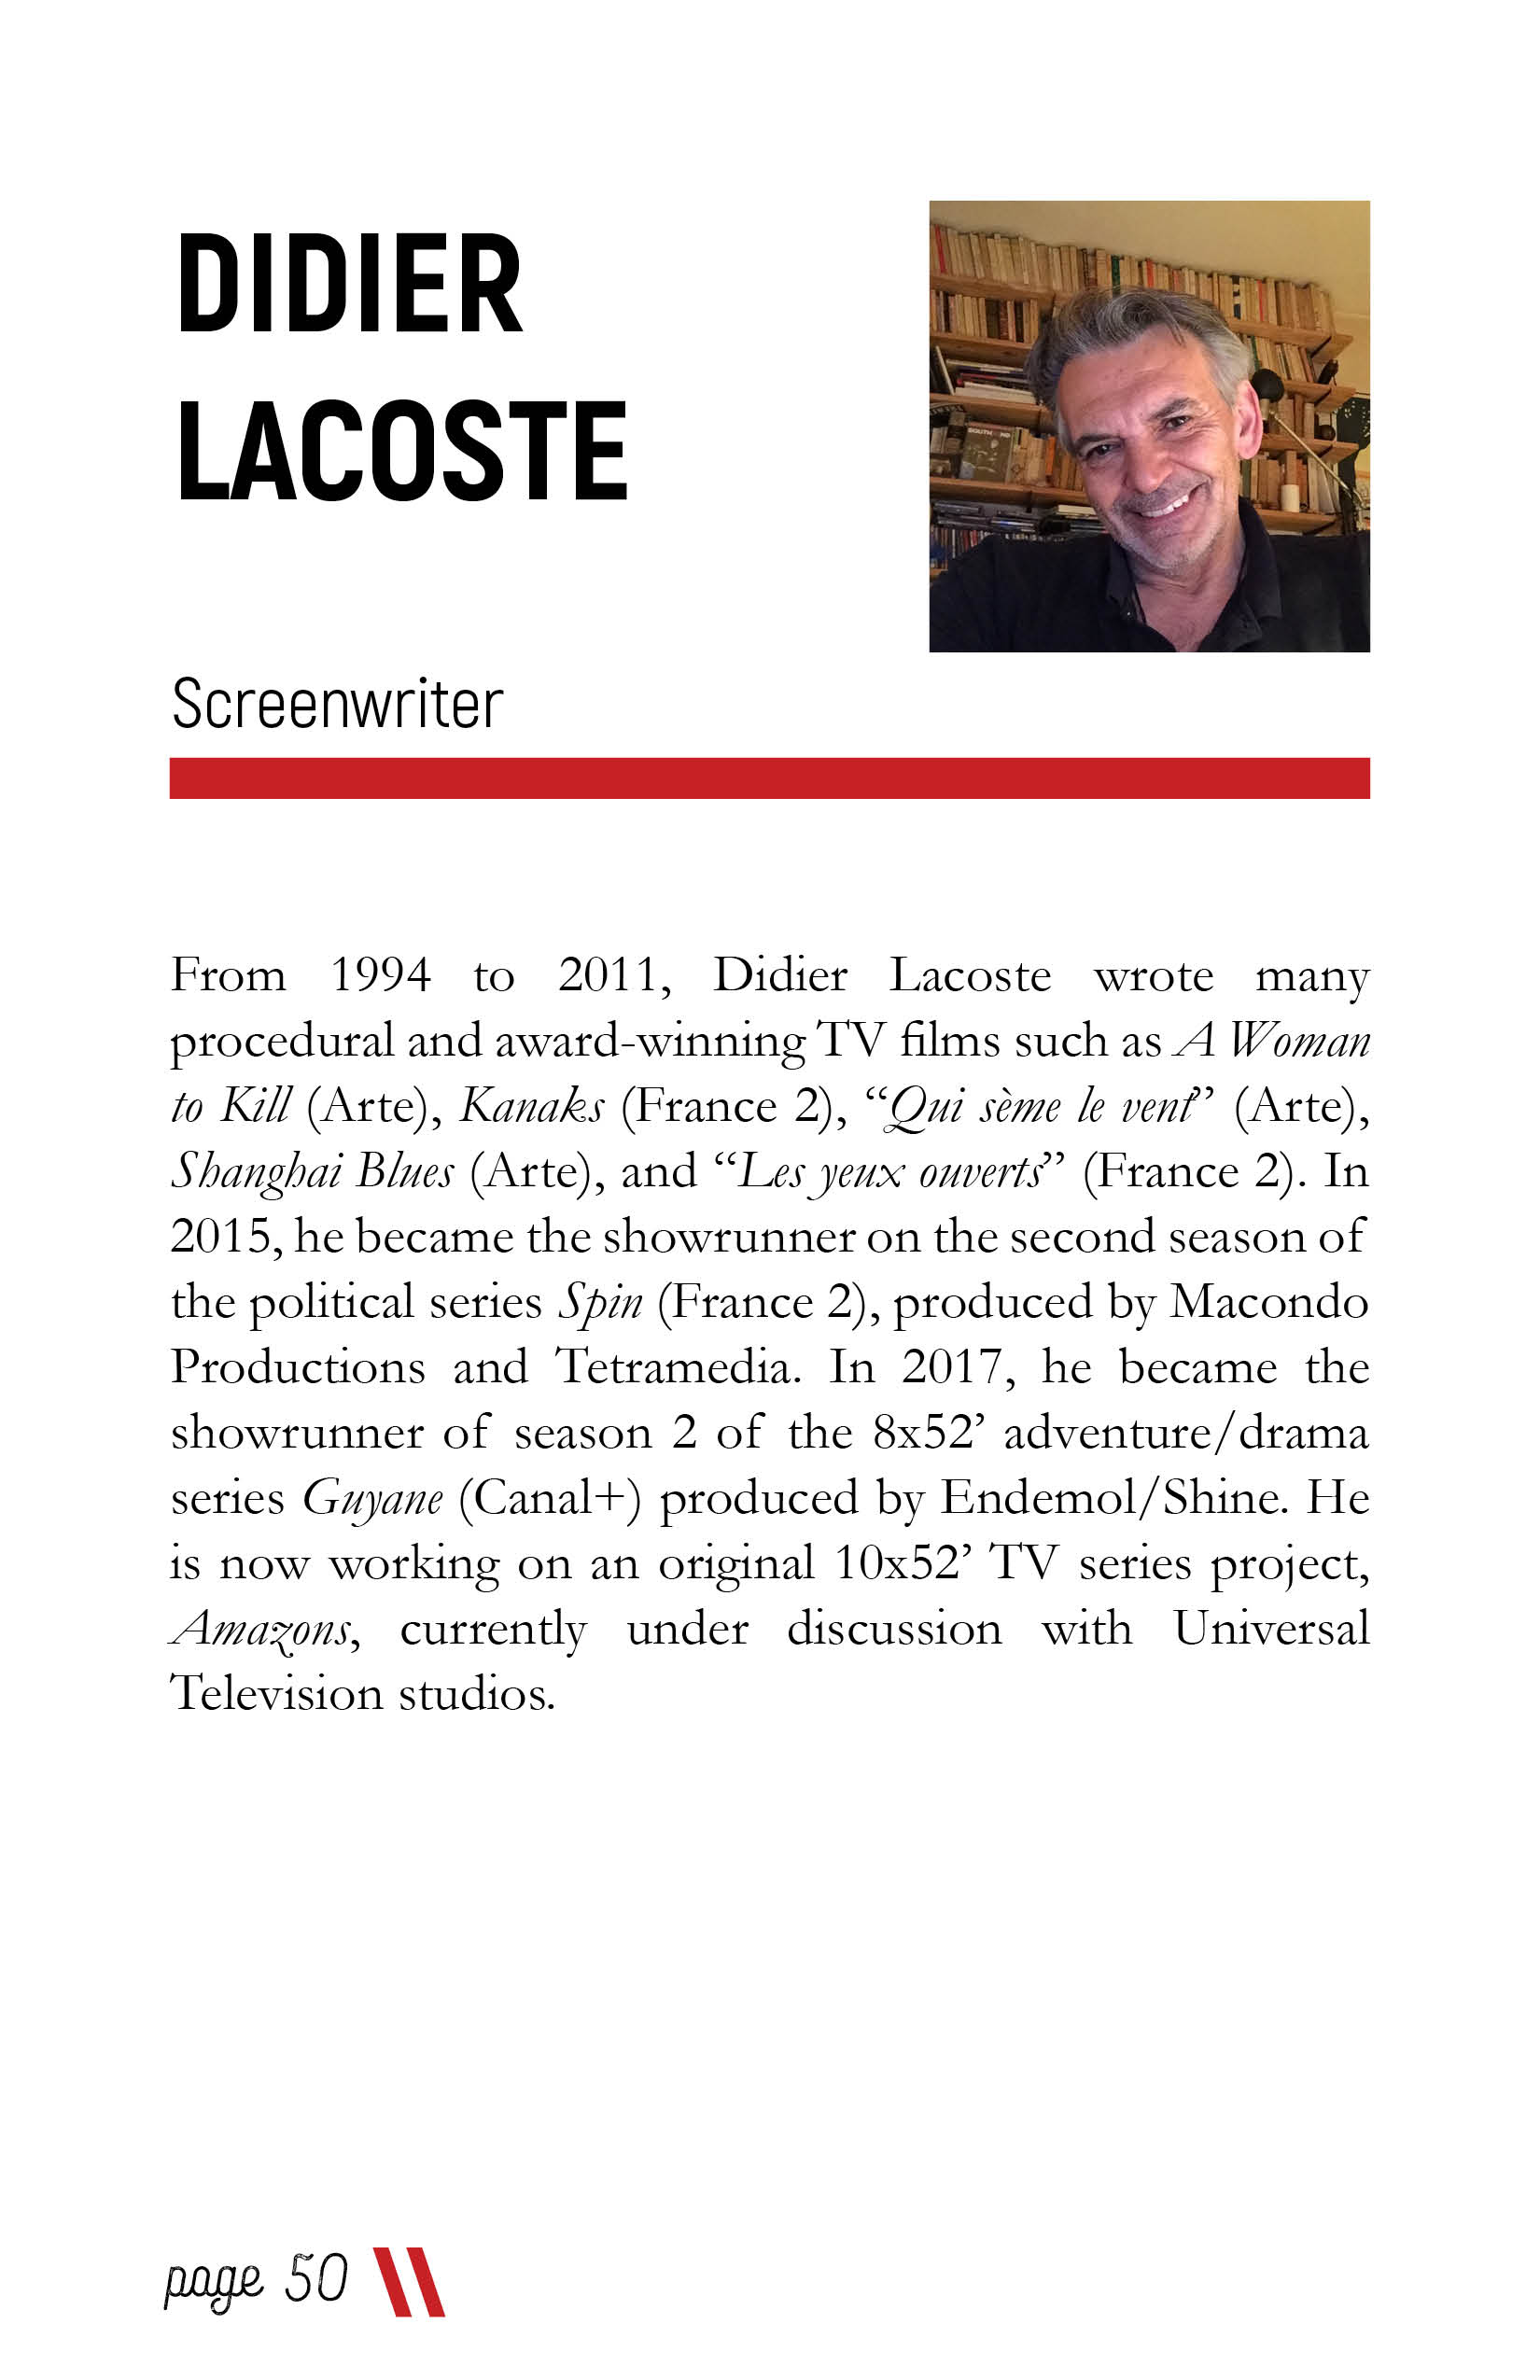 DIDIER
LACOSTE
Screenwriter
From 1994 to 2011, Didier Lacoste wrote many
procedural and award-winning TV films such as A Woman
to Kill (Arte), Kanaks (France 2), “Qui sème le vent” (Arte),
Shanghai Blues (Arte), and “Les yeux ouverts” (France 2). In
2015, he became the showrunner on the second season of
the political series Spin (France 2), produced by Macondo
Productions and Tetramedia. In 2017, he became the
showrunner of season 2 of the 8x52’ adventure/drama
series Guyane (Canal+) produced by Endemol/Shine. He
is now working on an original 10x52’ TV series project,
Amazons, currently under discussion with Universal
Television studios.
page 50